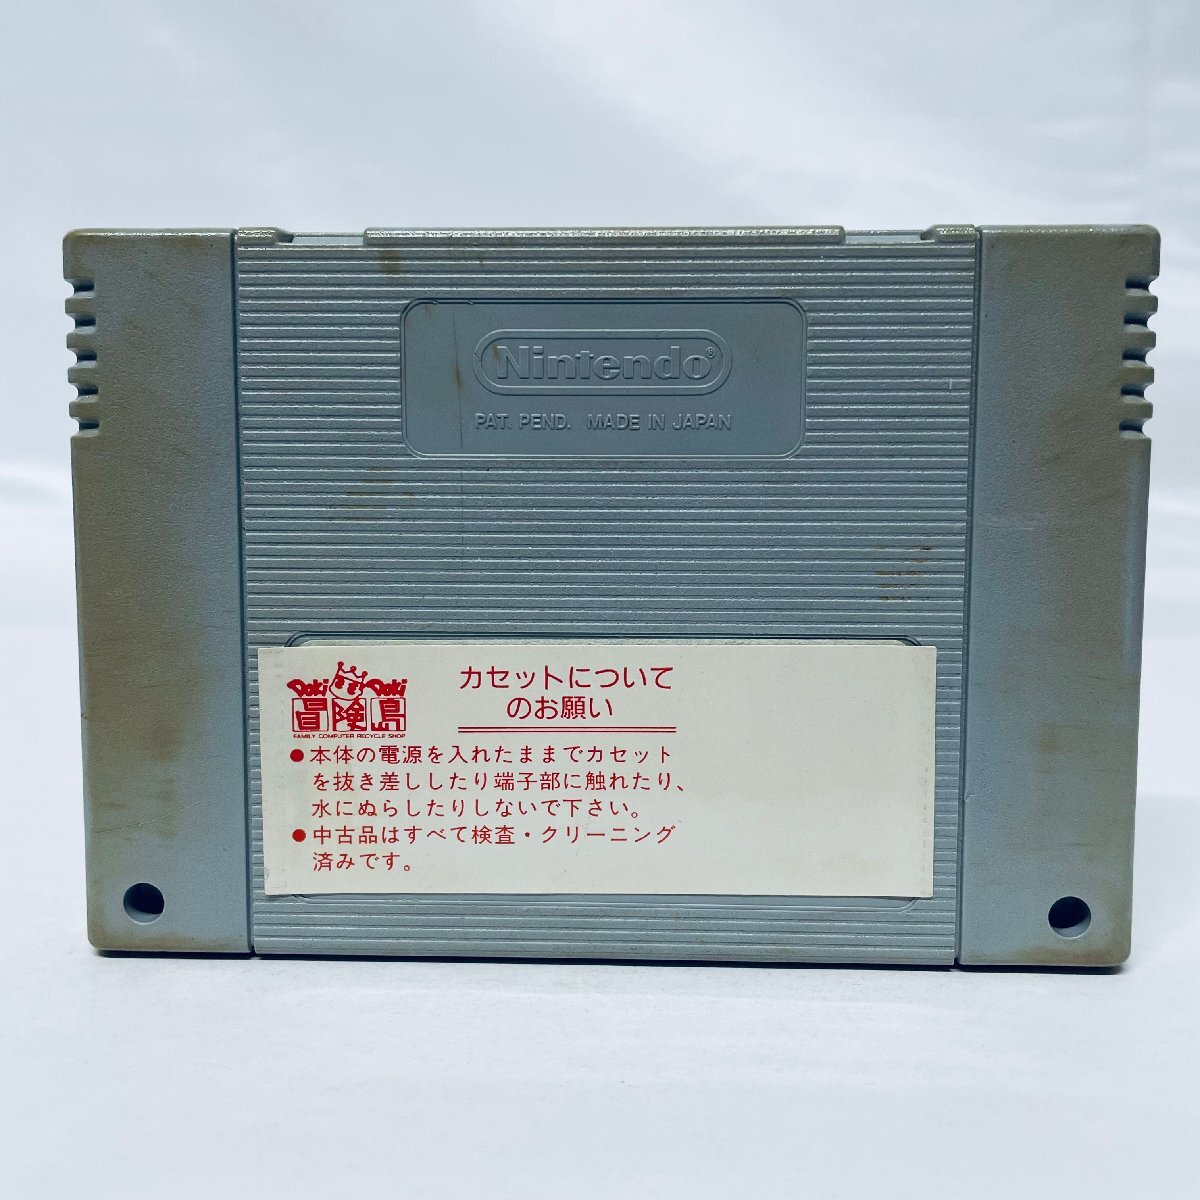 Nintendo®
PAT. PEND. MADE IN JAPAN
Doki Doki
冒険島
FAMILY COMPUTER RECYCLE SHOP
カセットについて
のお願い
●本体の電源を入れたままでカセット
を抜き差ししたり端子部に触れたり、
水にぬらしたりしないで下さい。
●中古品はすべて検査・クリーニング
済みです。